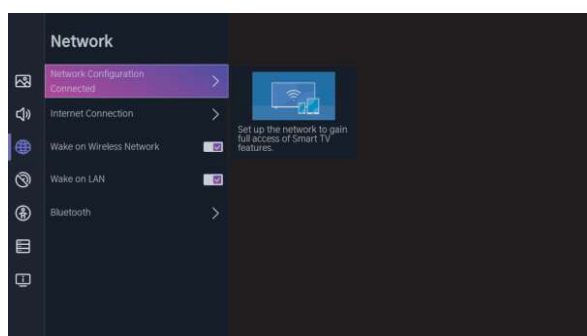 Network
Network Configuration
Connected
Internet Connection
Wake on Wireless Network
Wake on LAN
Bluetooth
Set up the network to gain
full access of Smart TV
features.